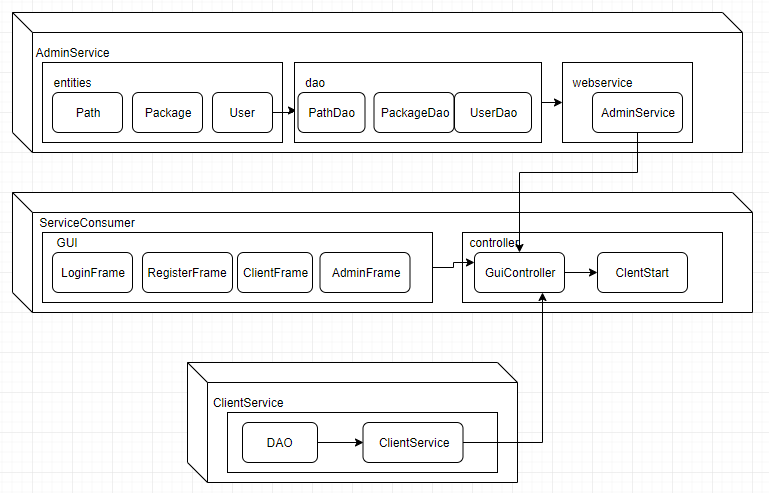 AdminService
entities
dao
webservice
Path
Package
User
PathDao
PackageDao
UserDao
AdminService
ServiceConsumer
GUI
controller
LoginFrame
RegisterFrame
ClientFrame
AdminFrame
GuiController
ClentStart
ClientService
DAO
ClientService